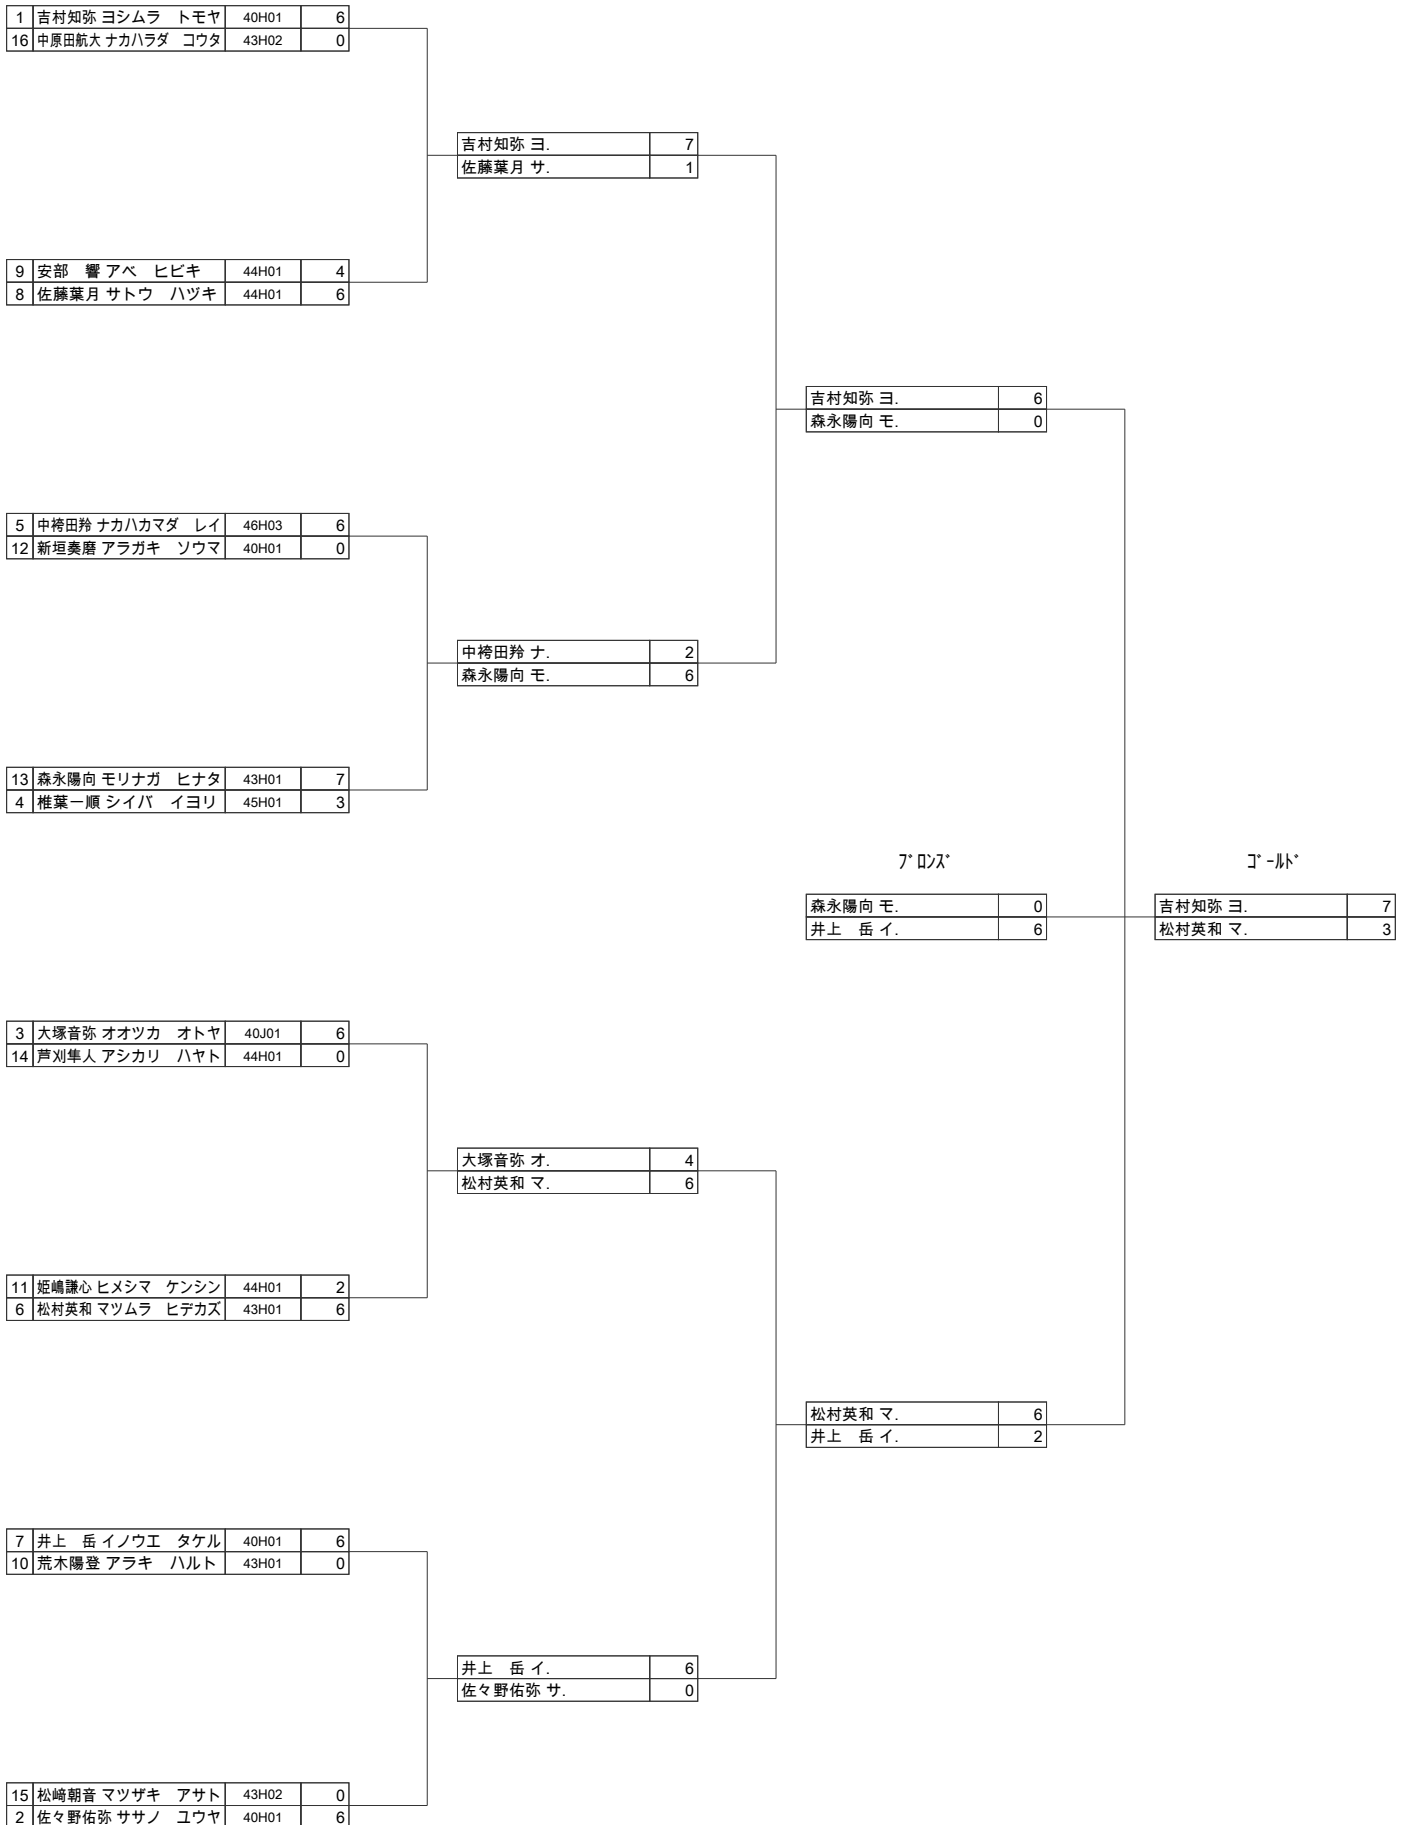 1 吉村知弥 ヨシムラ　トモヤ 40H01 6
16 中原田航大 ナカハラダ　コウタ 43H02 0
吉村知弥 ヨ. 7
佐藤葉月 サ. 1
9 安部　響 アベ　ヒビキ 44H01 4
8 佐藤葉月 サトウ　ハヅキ 44H01 6
吉村知弥 ヨ. 6
森永陽向 モ. 0
5 中袴田羚 ナカハカマダ　レイ 46H03 6
12 新垣奏磨 アラガキ　ソウマ 40H01 0
中袴田羚 ナ. 2
森永陽向 モ. 6
13 森永陽向 モリナガ　ヒナタ 43H01 7
4 椎葉一順 シイバ　イヨリ 45H01 3
ﾌﾞﾛﾝｽﾞ ｺﾞｰﾙﾄﾞ
森永陽向 モ. 0 吉村知弥 ヨ. 7
井上　岳 イ. 6 松村英和 マ. 3
3 大塚音弥 オオツカ　オトヤ 40J01 6
14 芦刈隼人 アシカリ　ハヤト 44H01 0
大塚音弥 オ. 4
松村英和 マ. 6
11 姫嶋謙心 ヒメシマ　ケンシン 44H01 2
6 松村英和 マツムラ　ヒデカズ 43H01 6
松村英和 マ. 6
井上　岳 イ. 2
7 井上　岳 イノウエ　タケル 40H01 6
10 荒木陽登 アラキ　ハルト 43H01 0
井上　岳 イ. 6
佐々野佑弥 サ. 0
15 松﨑朝音 マツザキ　アサト 43H02 0
2 佐々野佑弥 ササノ　ユウヤ 40H01 6